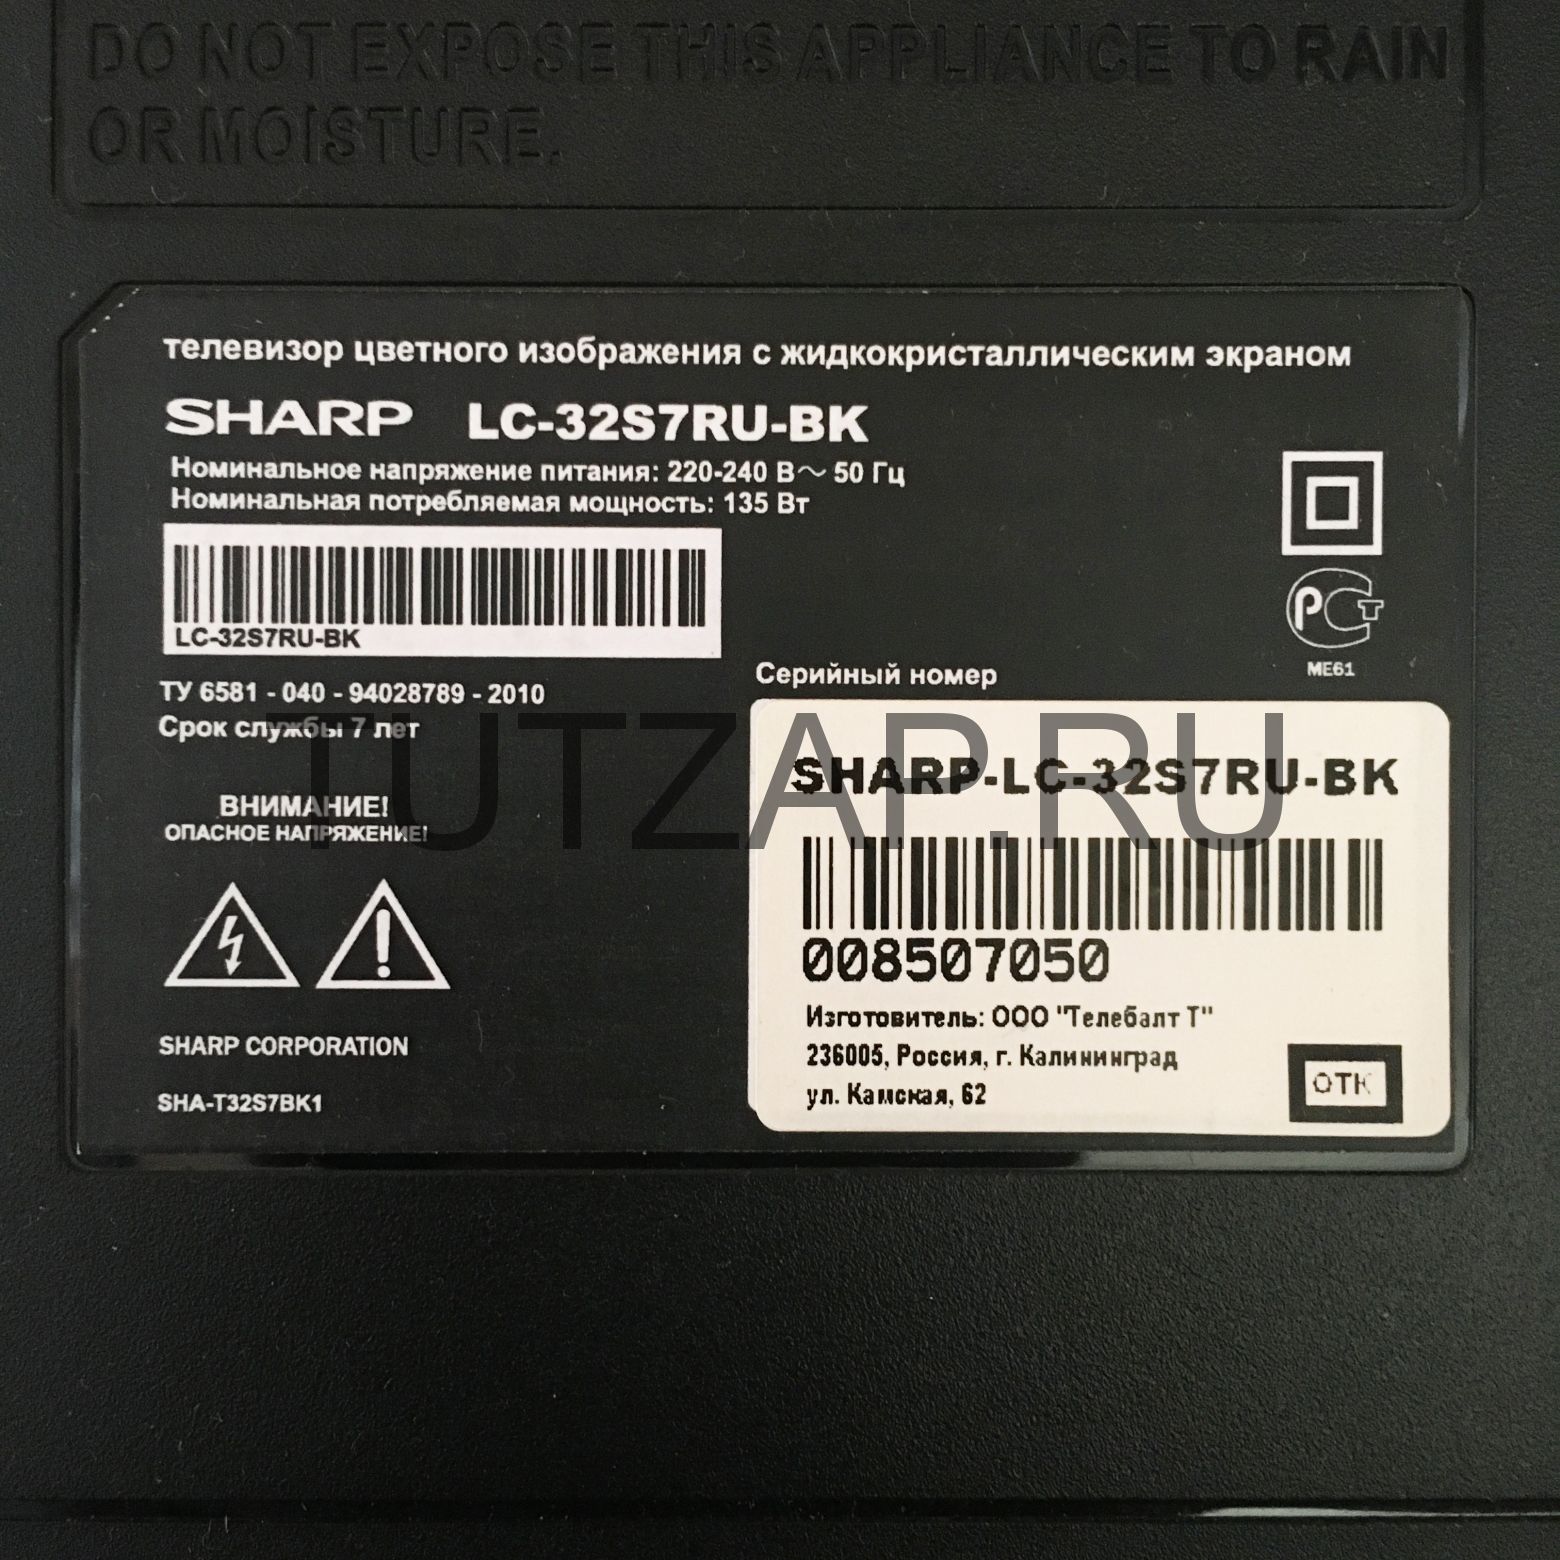 DO NOT EXPOSE THIS APPLIANCE TO RAIN
OR MOISTURE.
телевизор цветного изображения с жидкокристаллическим экраном
SHARP LC-32S7RU-BK
Номинальное напряжение питания: 220-240 В~ 50 Гц
Номинальная потребляемая мощность: 135 Вт
LC-32S7RU-BK
РСТ
ME61
ТУ 6581 - 040 - 94028789 - 2010
Срок службы 7 лет
ВНИМАНИЕ!
ОПАСНОЕ НАПРЯЖЕНИЕ!
SHARP CORPORATION
SHA-T32S7BK1
Серийный номер
SHARP-LC-32S7RU-BK
008507050
Изготовитель: ООО "Телебалт Т"
236005, Россия, г. Калининград
ул. Камская, 62
ОТК
TUTZAP.RU